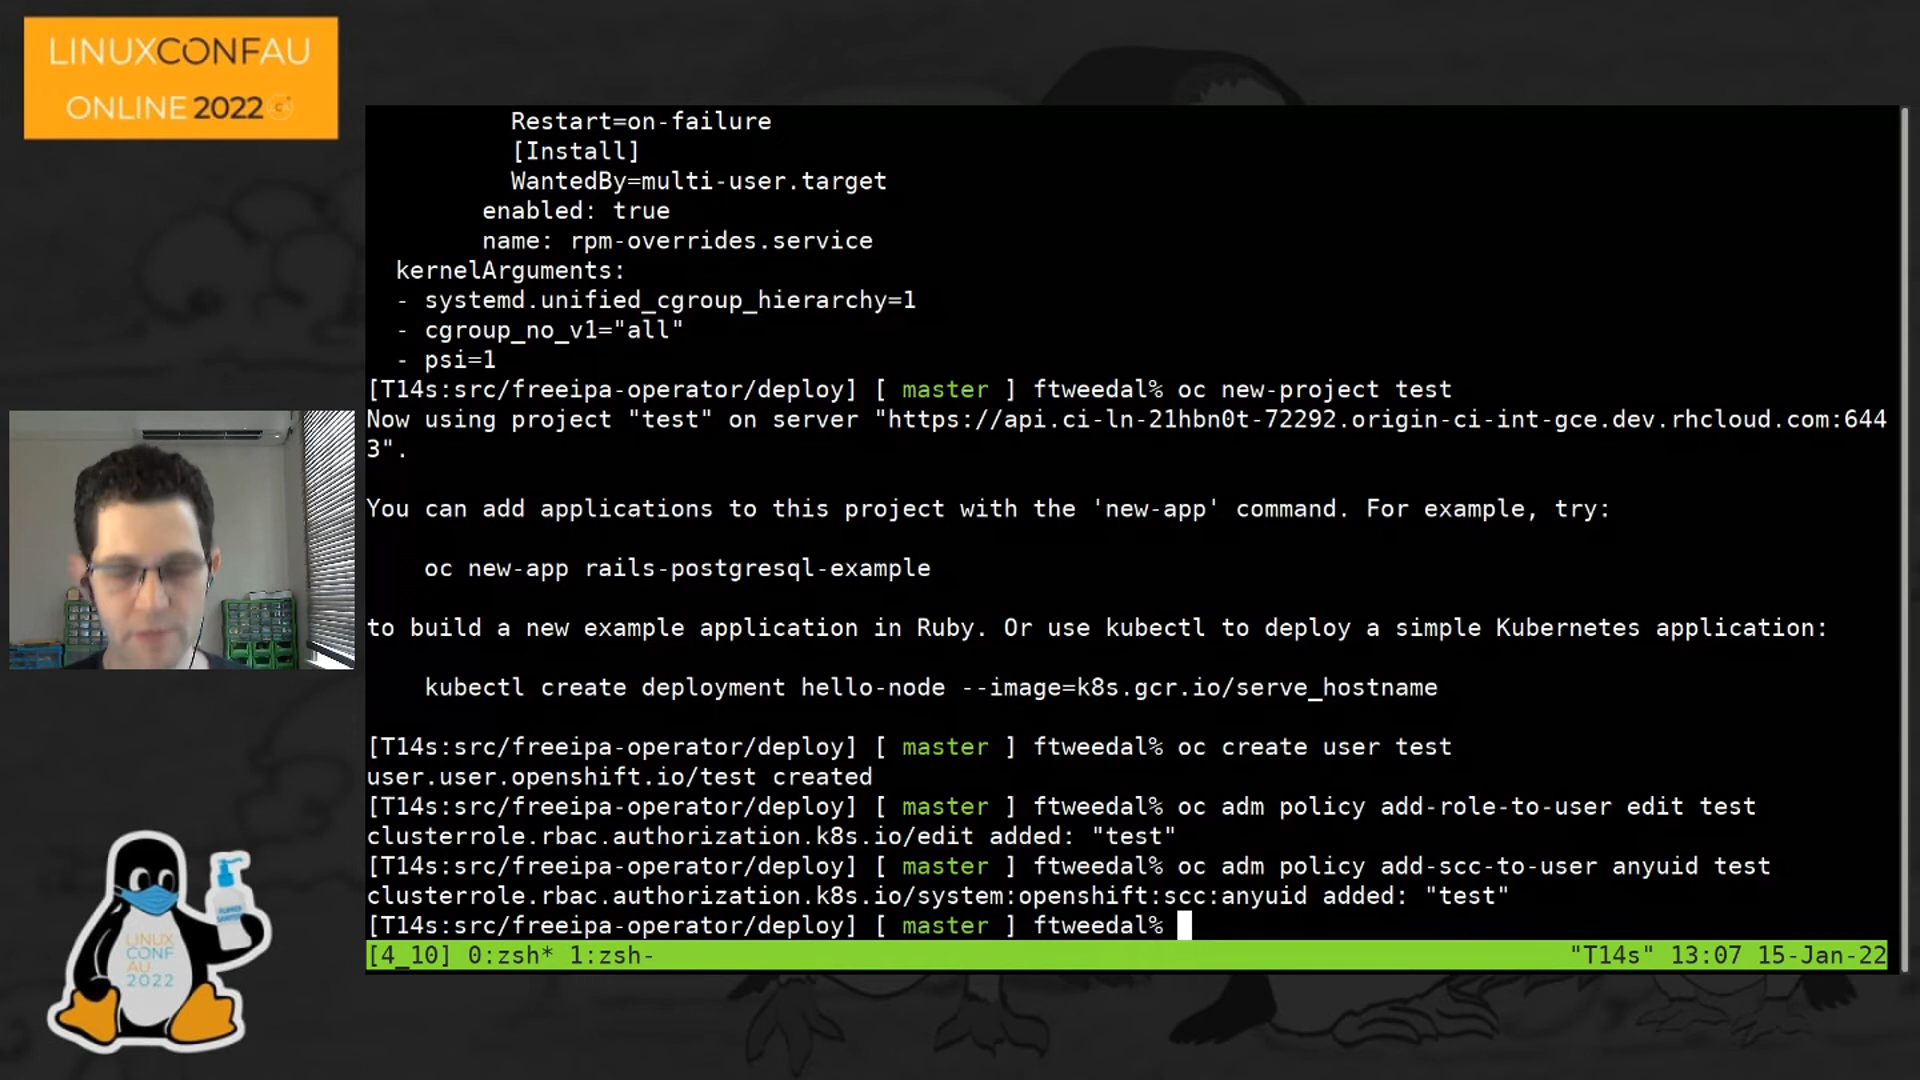 LINUXCONFAU
ONLINE 2022
Restart=on-failure
[Install]
WantedBy=multi-user.target
enabled: true
name: rpm-overrides.service
kernelArguments:
- systemd.unified_cgroup_hierarchy=1
- cgroup_no_v1="all"
- psi=1
[T14s:src/freeipa-operator/deploy] [ master ] ftweedal% oc new-project test
Now using project "test" on server "https://api.ci-ln-21hbn0t-72292.origin-ci-int-gce.dev.rhcloud.com:644
3".
You can add applications to this project with the 'new-app' command. For example, try:
oc new-app rails-postgresql-example
to build a new example application in Ruby. Or use kubectl to deploy a simple Kubernetes application:
kubectl create deployment hello-node --image=k8s.gcr.io/serve_hostname
[T14s:src/freeipa-operator/deploy] [ master ] ftweedal% oc create user test
user.user.openshift.io/test created
[T14s:src/freeipa-operator/deploy] [ master ] ftweedal% oc adm policy add-role-to-user edit test
clusterrole.rbac.authorization.k8s.io/edit added: "test"
[T14s:src/freeipa-operator/deploy] [ master ] ftweedal% oc adm policy add-scc-to-user anyuid test
clusterrole.rbac.authorization.k8s.io/system:openshift:scc:anyuid added: "test"
[T14s:src/freeipa-operator/deploy] [ master ] ftweedal%
[4_10] 0:zsh* 1:zsh- "T14s" 13:07 15-Jan-22
LINUX
CONF
AU
2022